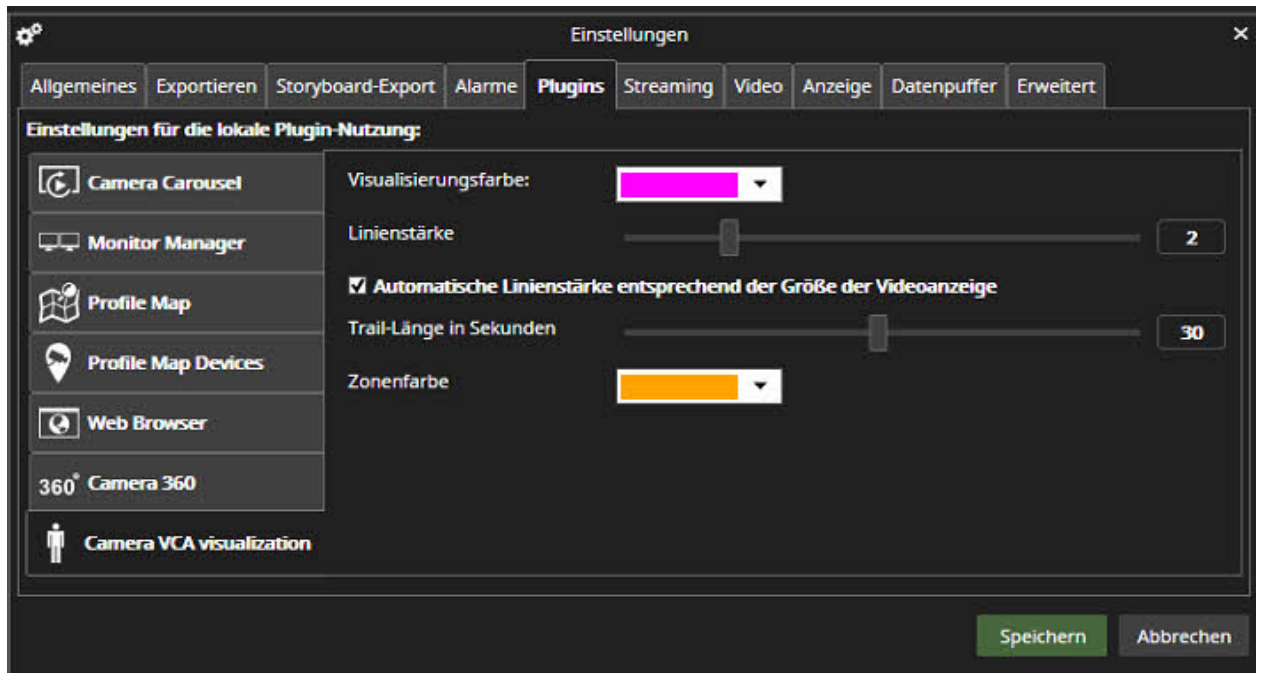 Einstellungen
Allgemeines Exportieren Storyboard-Export Alarme Plugins Streaming Video Anzeige Datenpuffer Erweitert
Einstellungen für die lokale Plugin-Nutzung:
Camera Carousel
Monitor Manager
Profile Map
Profile Map Devices
Web Browser
360° Camera 360
Camera VCA visualization
Visualisierungsfarbe:
Linienstärke 2
Automatische Linienstärke entsprechend der Größe der Videoanzeige
Trail-Länge in Sekunden 30
Zonenfarbe
Speichern Abbrechen